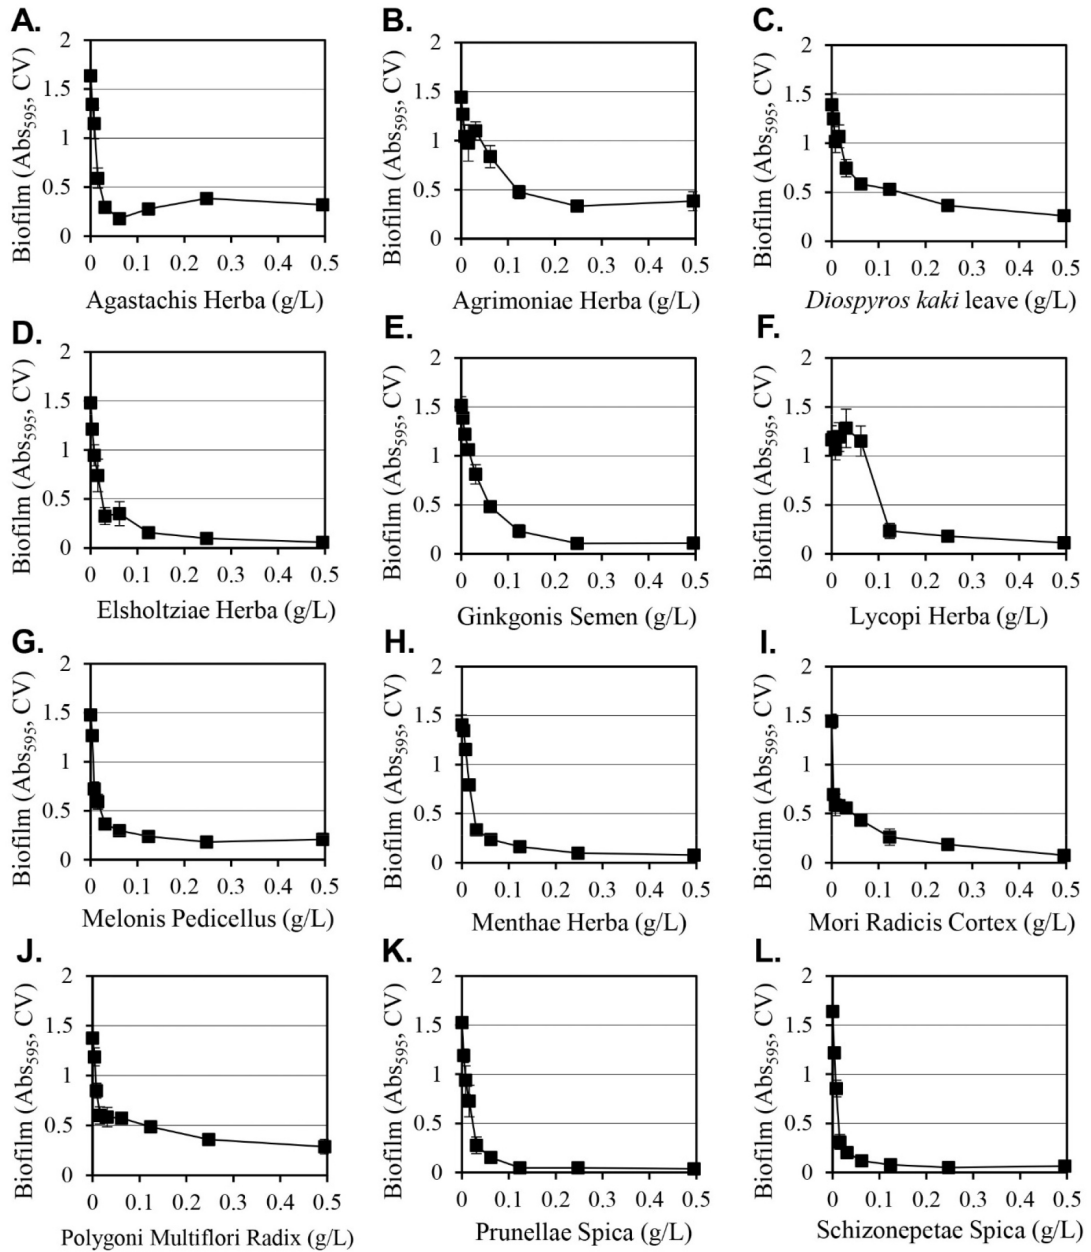 A.
Biofilm (Abs595, CV)
2
1.5
1
0.5
0
0 0.1 0.2 0.3 0.4 0.5
Agastachis Herba (g/L)
B.
Biofilm (Abs595, CV)
2
1.5
1
0.5
0
0 0.1 0.2 0.3 0.4 0.5
Agrimoniae Herba (g/L)
C.
Biofilm (Abs595, CV)
2
1.5
1
0.5
0
0 0.1 0.2 0.3 0.4 0.5
Diospyros kaki leave (g/L)
D.
Biofilm (Abs595, CV)
2
1.5
1
0.5
0
0 0.1 0.2 0.3 0.4 0.5
Elsholtziae Herba (g/L)
E.
Biofilm (Abs595, CV)
2
1.5
1
0.5
0
0 0.1 0.2 0.3 0.4 0.5
Ginkgonis Semen (g/L)
F.
Biofilm (Abs595, CV)
2
1.5
1
0.5
0
0 0.1 0.2 0.3 0.4 0.5
Lycopi Herba (g/L)
G.
Biofilm (Abs595, CV)
2
1.5
1
0.5
0
0 0.1 0.2 0.3 0.4 0.5
Melonis Pedicellus (g/L)
H.
Biofilm (Abs595, CV)
2
1.5
1
0.5
0
0 0.1 0.2 0.3 0.4 0.5
Menthae Herba (g/L)
I.
Biofilm (Abs595, CV)
2
1.5
1
0.5
0
0 0.1 0.2 0.3 0.4 0.5
Mori Radicis Cortex (g/L)
J.
Biofilm (Abs595, CV)
2
1.5
1
0.5
0
0 0.1 0.2 0.3 0.4 0.5
Polygoni Multiflori Radix (g/L)
K.
Biofilm (Abs595, CV)
2
1.5
1
0.5
0
0 0.1 0.2 0.3 0.4 0.5
Prunellae Spica (g/L)
L.
Biofilm (Abs595, CV)
2
1.5
1
0.5
0
0 0.1 0.2 0.3 0.4 0.5
Schizonepetae Spica (g/L)